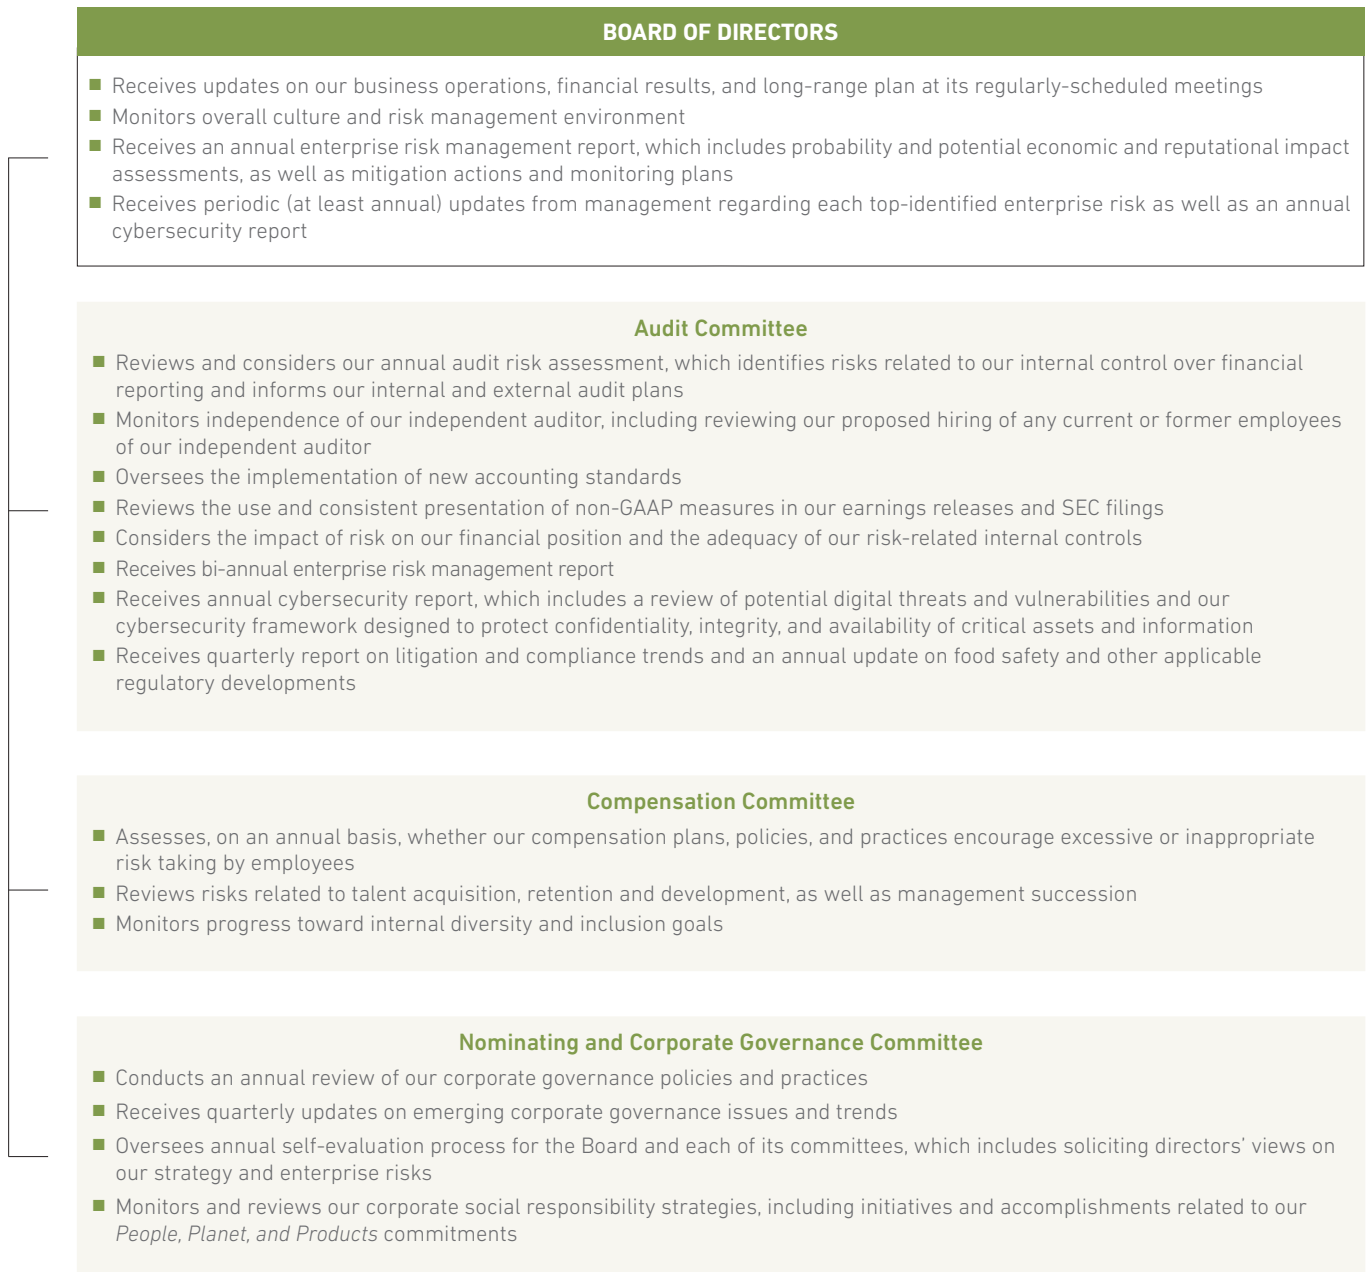 BOARD OF DIRECTORS
■ Receives updates on our business operations, financial results, and long-range plan at its regularly-scheduled meetings
■ Monitors overall culture and risk management environment
■ Receives an annual enterprise risk management report, which includes probability and potential economic and reputational impact
assessments, as well as mitigation actions and monitoring plans
■ Receives periodic (at least annual) updates from management regarding each top-identified enterprise risk as well as an annual
cybersecurity report
Audit Committee
■ Reviews and considers our annual audit risk assessment, which identifies risks related to our internal control over financial
reporting and informs our internal and external audit plans
■ Monitors independence of our independent auditor, including reviewing our proposed hiring of any current or former employees
of our independent auditor
■ Oversees the implementation of new accounting standards
■ Reviews the use and consistent presentation of non-GAAP measures in our earnings releases and SEC filings
■ Considers the impact of risk on our financial position and the adequacy of our risk-related internal controls
■ Receives bi-annual enterprise risk management report
■ Receives annual cybersecurity report, which includes a review of potential digital threats and vulnerabilities and our
cybersecurity framework designed to protect confidentiality, integrity, and availability of critical assets and information
■ Receives quarterly report on litigation and compliance trends and an annual update on food safety and other applicable
regulatory developments
Compensation Committee
■ Assesses, on an annual basis, whether our compensation plans, policies, and practices encourage excessive or inappropriate
risk taking by employees
■ Reviews risks related to talent acquisition, retention and development, as well as management succession
■ Monitors progress toward internal diversity and inclusion goals
Nominating and Corporate Governance Committee
■ Conducts an annual review of our corporate governance policies and practices
■ Receives quarterly updates on emerging corporate governance issues and trends
■ Oversees annual self-evaluation process for the Board and each of its committees, which includes soliciting directors’ views on
our strategy and enterprise risks
■ Monitors and reviews our corporate social responsibility strategies, including initiatives and accomplishments related to our
People, Planet, and Products commitments